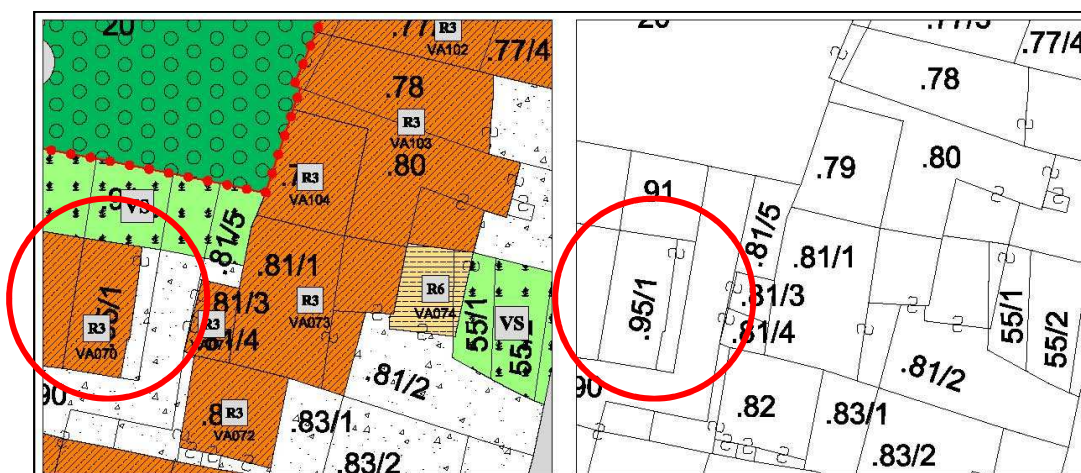 20
.77/
R3
VA102
.77/4
.78
R3
VA103
.80
R3
VA104
VS
.81/5
.81/1
R3
VA073
R6
VA074
55/1
VS
.81/3
R3
.81/4
R3
VA070
90
.81/2
R3
VA072
.83/1
.83/2
20
.77/3
.77/4
.78
.79
.80
91
.81/5
.81/1
.95/1
.81/3
.81/4
55/1
55/2
90
.81/2
.82
.83/1
.83/2